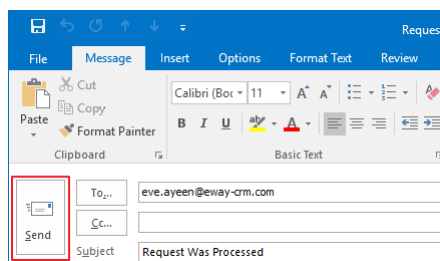 Reques
File Message Insert Options Format Text Review
Cut
Calibri (Boc 11 A A
Copy
Paste
Format Painter
B I U aby A
Clipboard Basic Text
To... eve.ayeen@eway-crm.com
Cc...
Send
Subject Request Was Processed